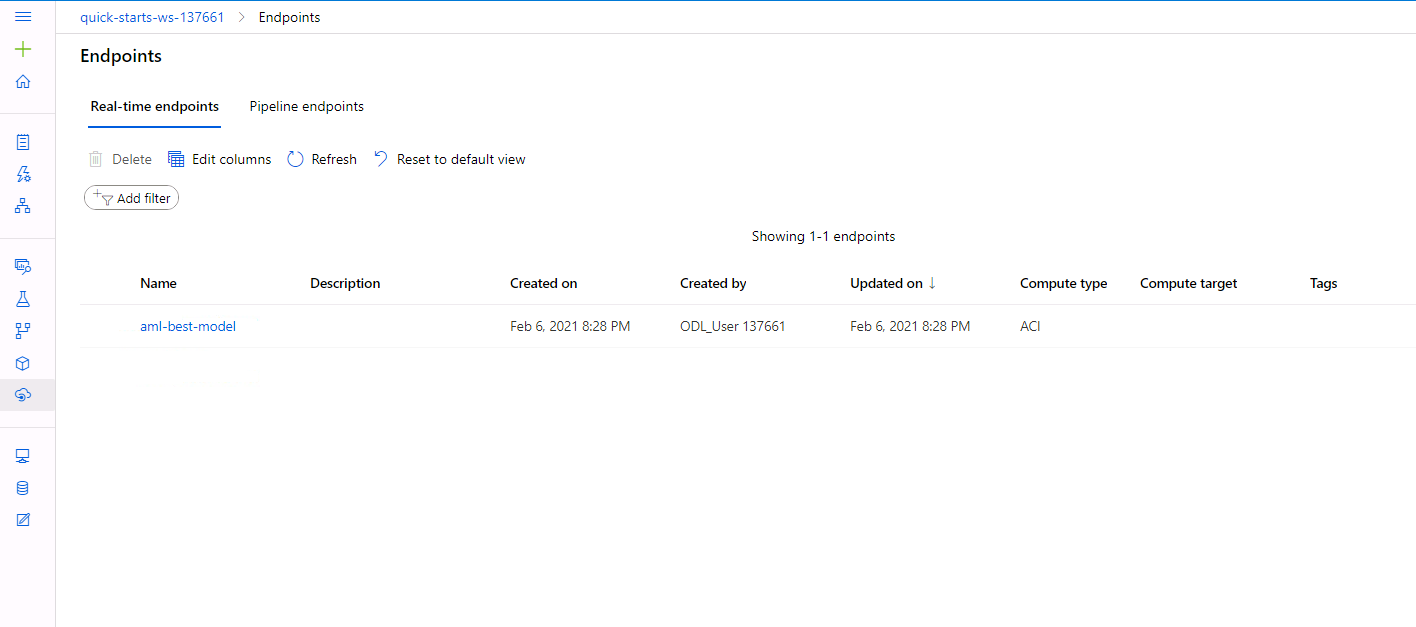 quick-starts-ws-137661 > Endpoints
Endpoints
Real-time endpoints Pipeline endpoints
Delete Edit columns Refresh Reset to default view
Add filter
Showing 1-1 endpoints
Name Description Created on Created by Updated on ↓ Compute type Compute target Tags
aml-best-model Feb 6, 2021 8:28 PM ODL_User 137661 Feb 6, 2021 8:28 PM ACI